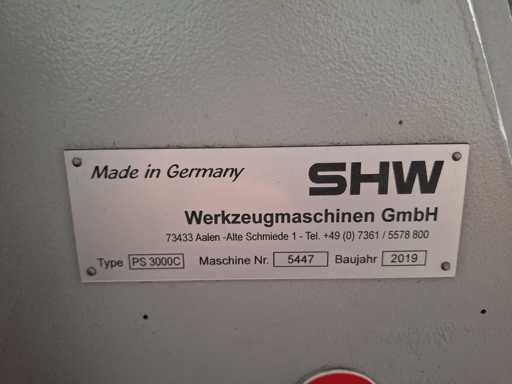 Made in Germany SHW
Werkzeugmaschinen GmbH
73433 Aalen -Alte Schmiede 1 - Tel. +49 (0) 7361 / 5578 800
Type PS 3000C Maschine Nr. 5447 Baujahr 2019